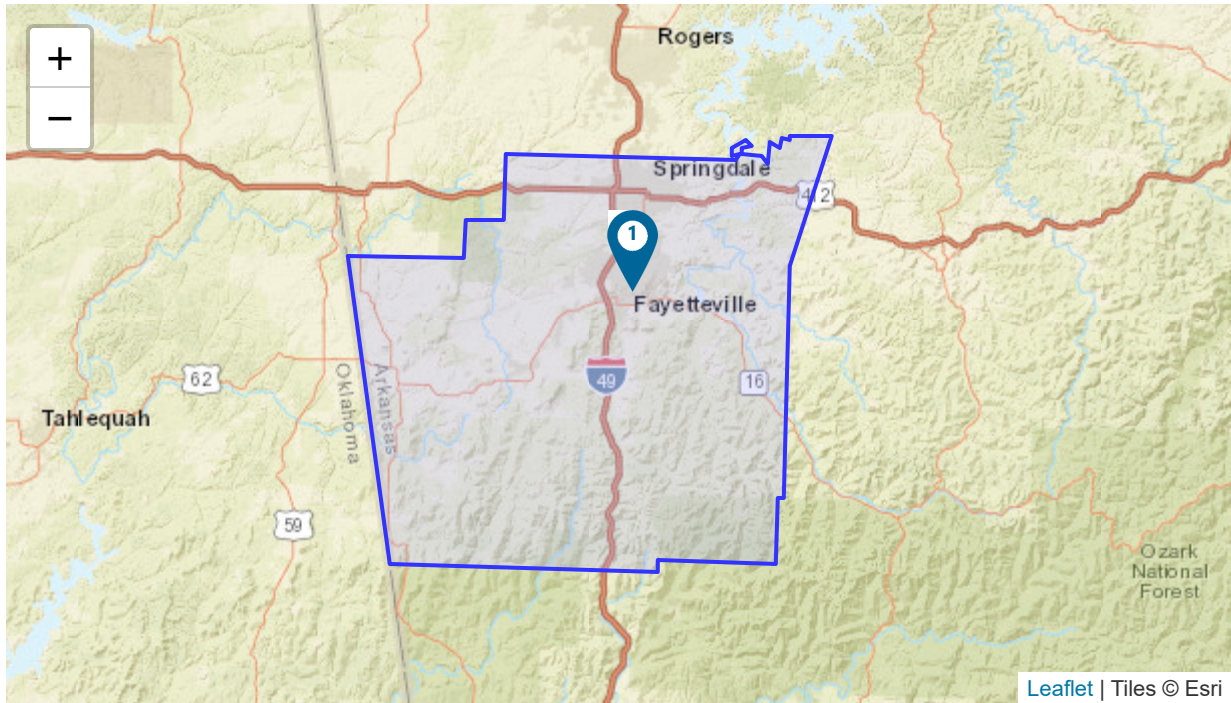 +
−
Rogers
Springdale
412
1
Fayetteville
49
16
62
Oklahoma
Arkansas
Tahlequah
59
Ozark
National
Forest
Leaflet | Tiles © Esri